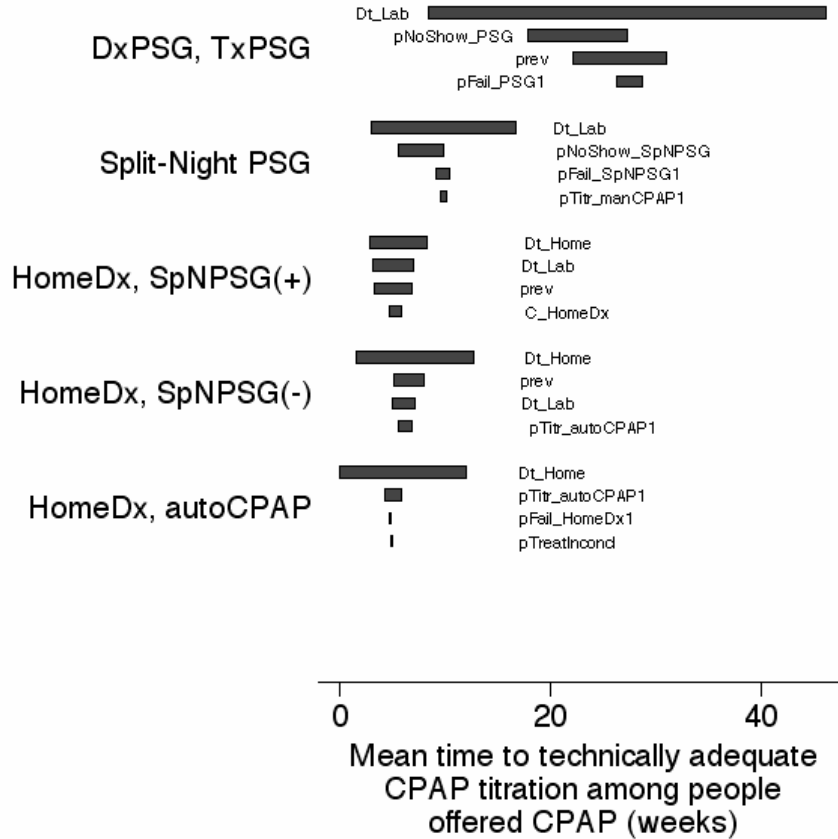 Dt_Lab
DxPSG, TxPSG
pNoShow_PSG
prev
pFail_PSG1
Split-Night PSG
Dt_Lab
pNoShow_SpNPSG
pFail_SpNPSG1
pTitr_manCPAP1
HomeDx, SpNPSG(+)
Dt_Home
Dt_Lab
prev
C_HomeDx
HomeDx, SpNPSG(-)
Dt_Home
prev
Dt_Lab
pTitr_autoCPAP1
HomeDx, autoCPAP
Dt_Home
pTitr_autoCPAP1
pFail_HomeDx1
pTreatIncond
0 20 40
Mean time to technically adequate
CPAP titration among people
offered CPAP (weeks)